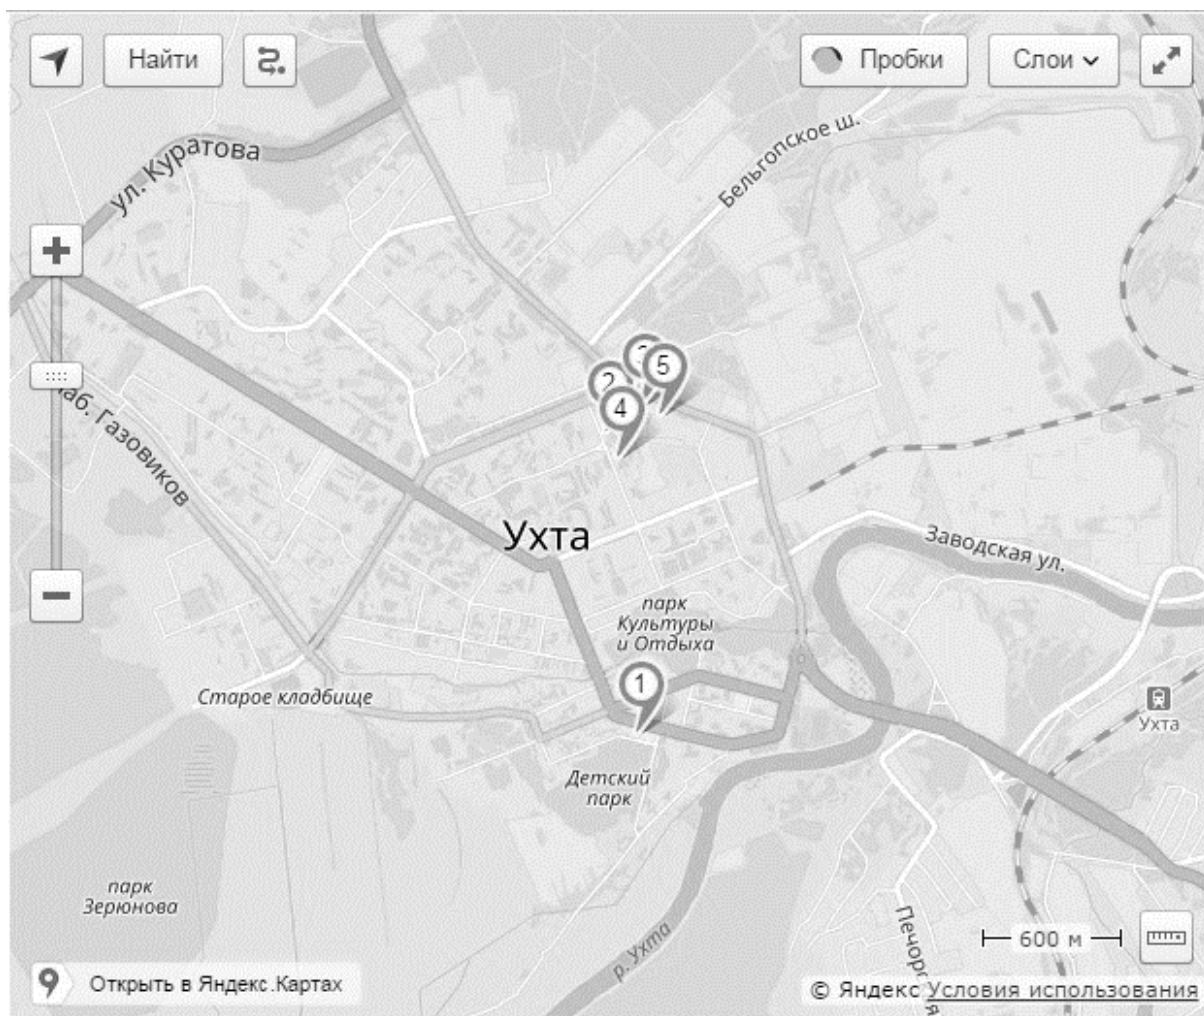 Найти
Пробки
Слои
Бельгопское ш.
ул. Куратова
3
5
2
4
наб. Газовиков
Ухта
Заводская ул.
парк
Культуры
и Отдыха
1
Старое кладбище
Ухта
Детский
парк
парк
Зерюнова
р. Ухта
600 м
Открыть в Яндекс.Картах
© Яндекс Условия использования